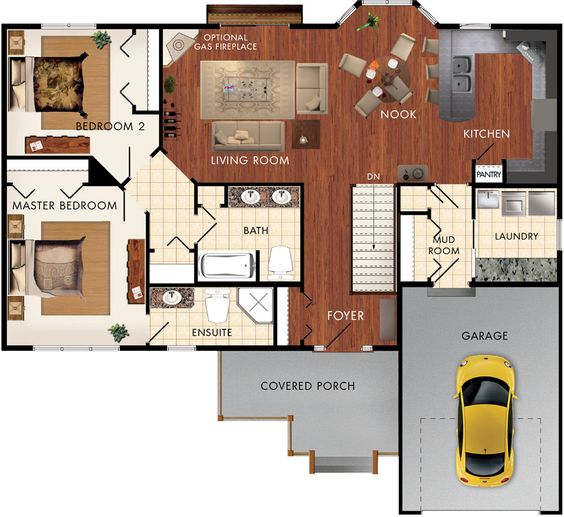 OPTIONAL
GAS FIREPLACE
BEDROOM 2
LIVING ROOM
NOOK
KITCHEN
PANTRY
DN
MASTER BEDROOM
BATH
MUD
ROOM
LAUNDRY
ENSUITE
FOYER
GARAGE
COVERED PORCH